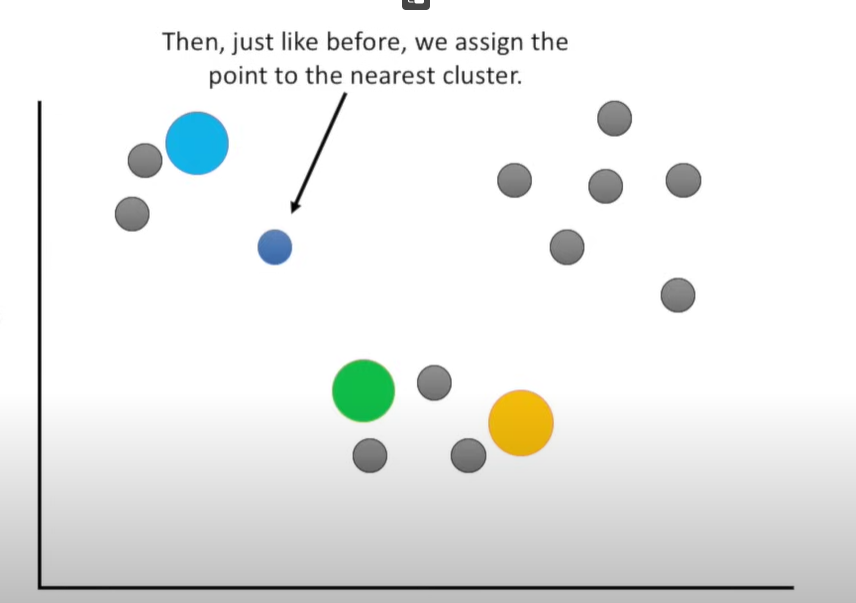 Then, just like before, we assign the
point to the nearest cluster.